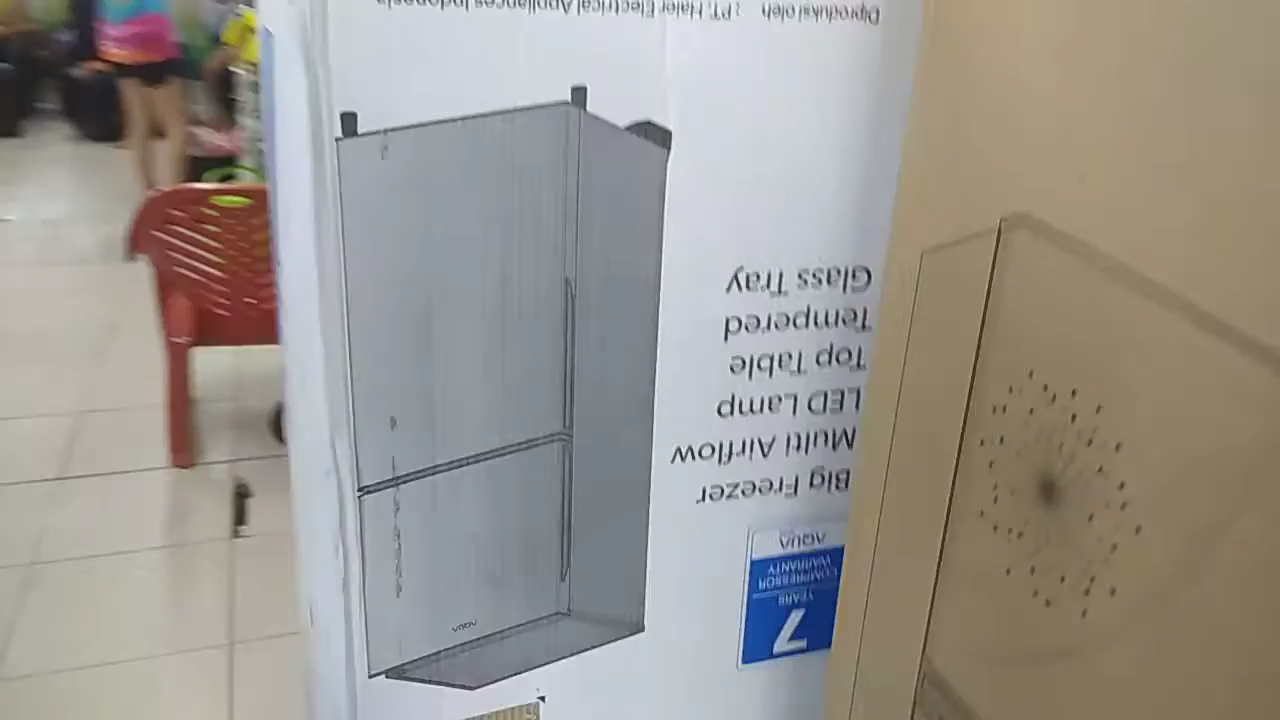 AQUA
7
YEARS
COMPRESSOR
WARRANTY
AQUA
Big Freezer
Multi Airflow
LED Lamp
Top Table
Tempered
Glass Tray
Diproduksi oleh : PT. Haier Electrical Appliances Indonesia